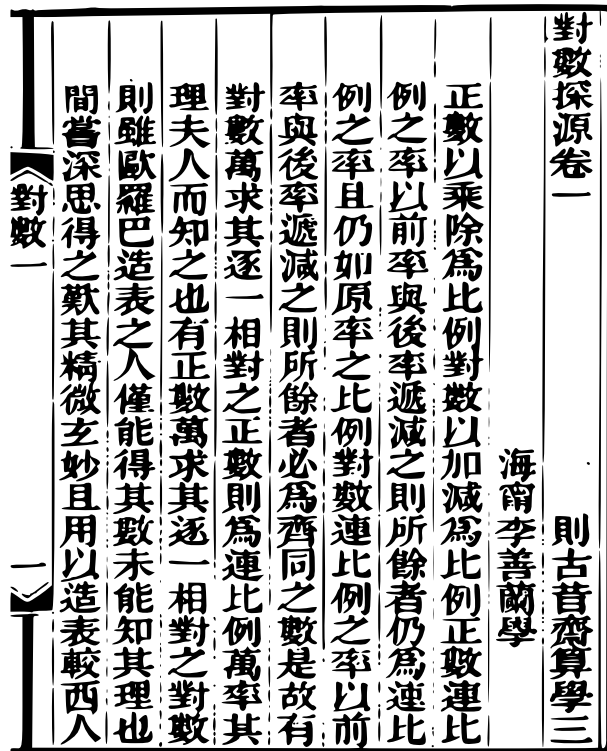 對數探源卷一 則古昔齋算學三
海甯李善蘭學
正數以乘除爲比例對數以加減爲比例正數連比
例之率以前率與後率遞減之則所餘者仍爲連比
例之率且仍如原率之比例對數連比例之率以前
率與後率遞減之則所餘者必爲齊同之數是故有
對數萬求其逐一相對之正數則爲連比例萬率其
理夫人而知之也有正數萬求其逐一相對之對數
則雖歐羅巴造表之人僅能得其數未能知其理也
間嘗深思得之歎其精微玄妙且用以造表較西人
對數一 一